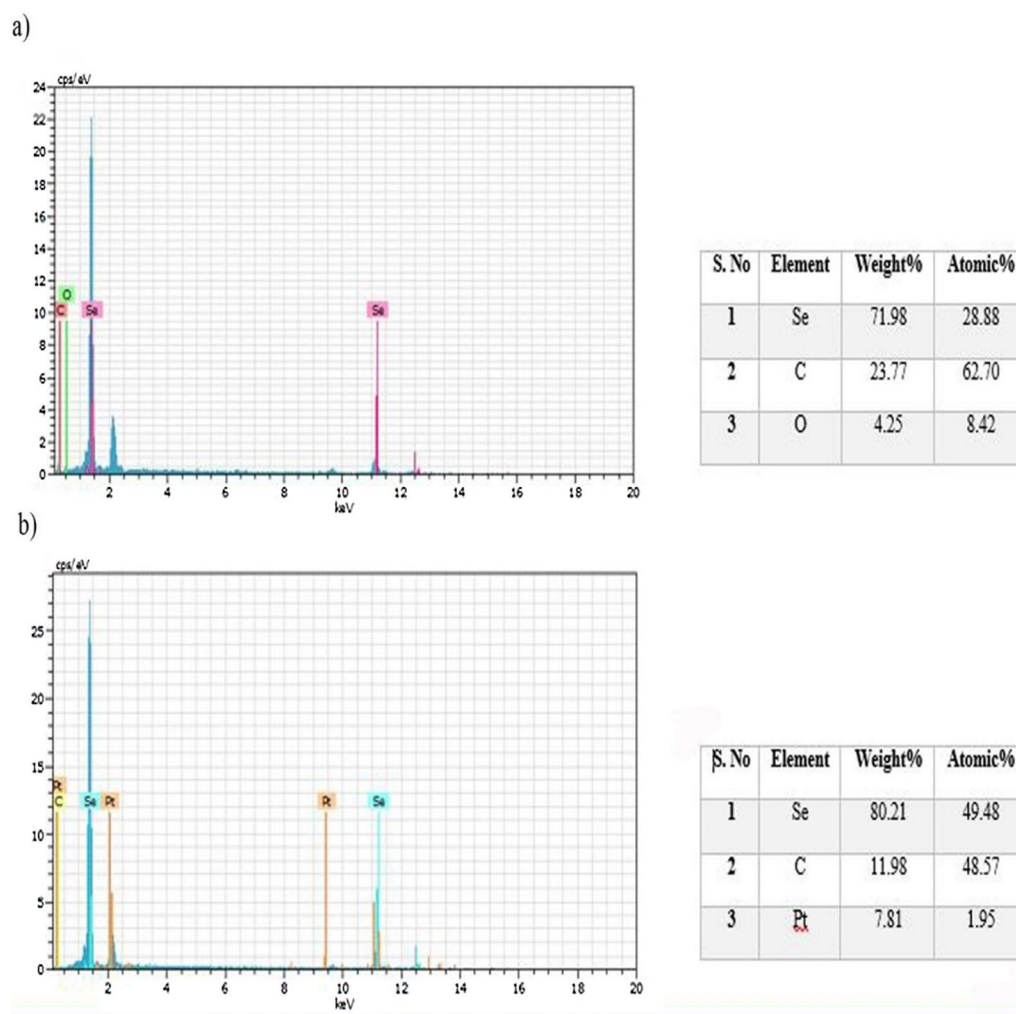 a)
cps/eV
24
22
20
18
16
14
12
10
8
6
4
2
0
O
C Se Se
2 4 6 8 10 12 14 16 18 20
keV
S. No Element Weight% Atomic%
1 Se 71.98 28.88
2 C 23.77 62.70
3 O 4.25 8.42
b)
cps/eV
25
20
15
10
5
0
Pt
C Se Pt Pt Se
2 4 6 8 10 12 14 16 18 20
keV
S. No Element Weight% Atomic%
1 Se 80.21 49.48
2 C 11.98 48.57
3 Pt 7.81 1.95